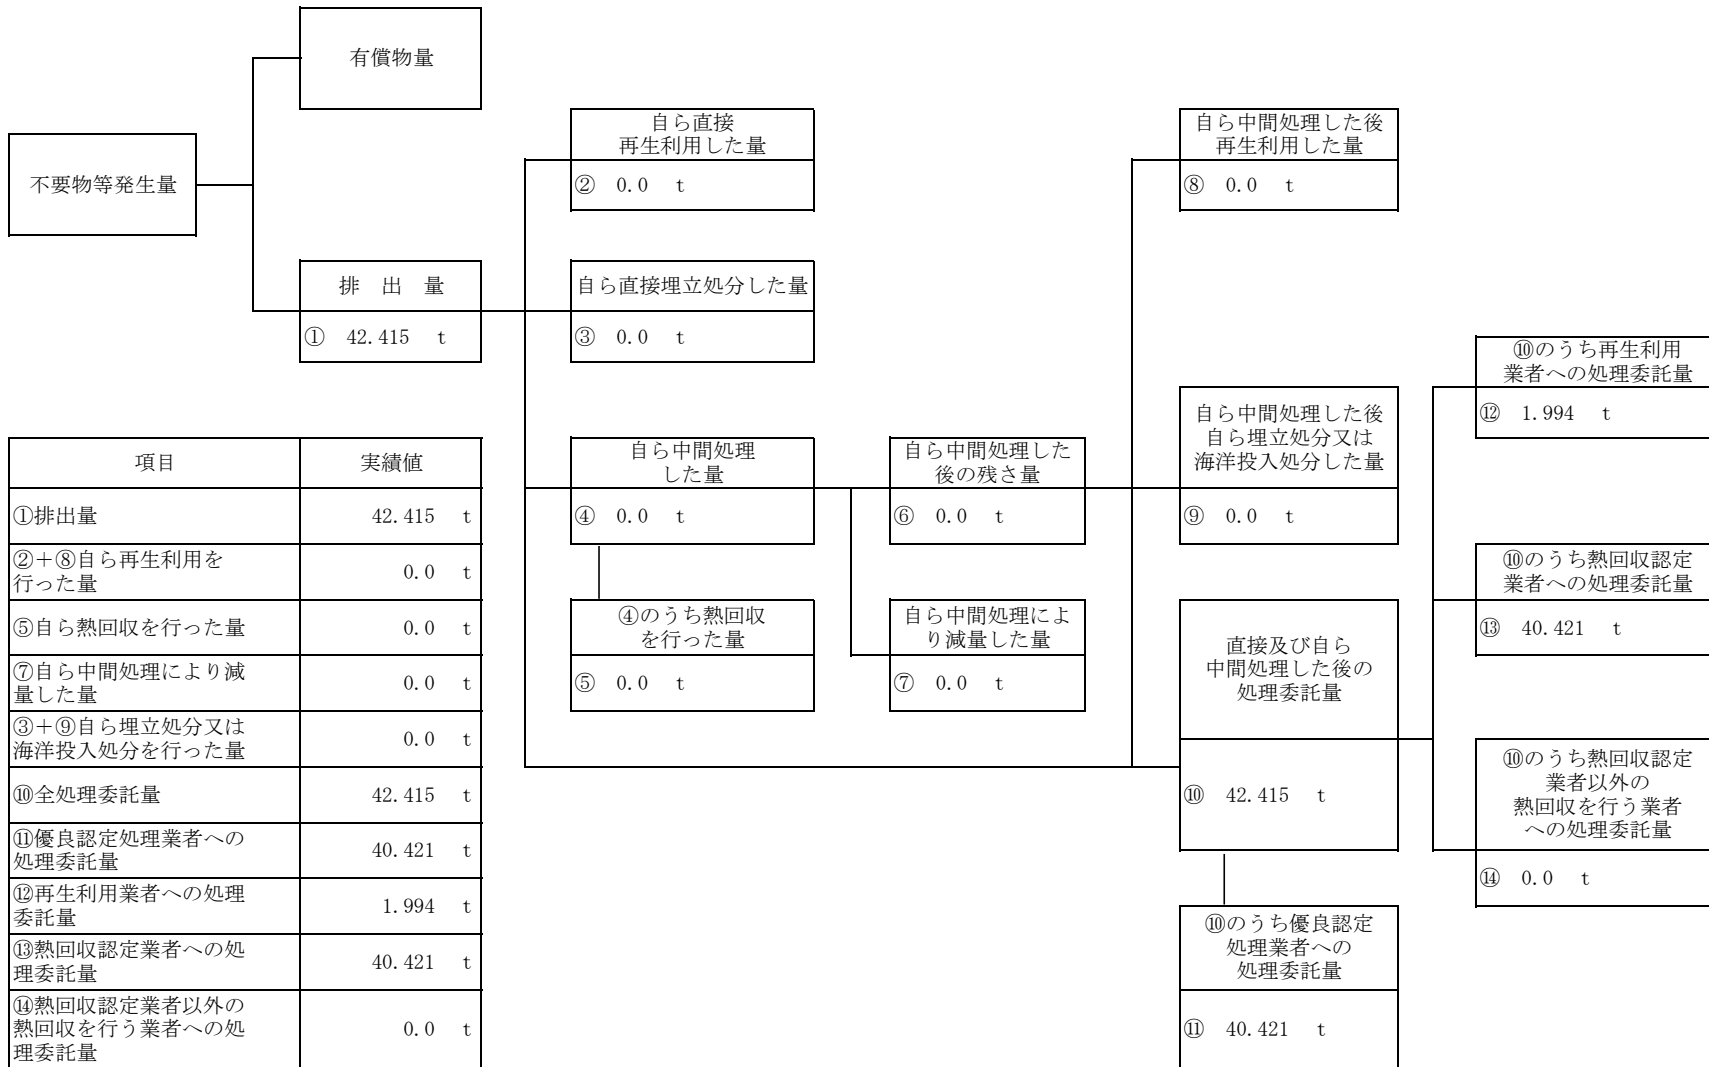 有償物量
不要物等発生量
排　出　量
①　42.415　t
自ら直接
再生利用した量
②　0.0　t
自ら直接埋立処分した量
③　0.0　t
自ら中間処理
した量
④　0.0　t
④のうち熱回収
を行った量
⑤　0.0　t
自ら中間処理した
後の残さ量
⑥　0.0　t
自ら中間処理によ
り減量した量
⑦　0.0　t
自ら中間処理した後
再生利用した量
⑧　0.0　t
自ら中間処理した後
自ら埋立処分又は
海洋投入処分した量
⑨　0.0　t
直接及び自ら
中間処理した後の
処理委託量
⑩　42.415　t
⑩のうち優良認定
処理業者への
処理委託量
⑪　40.421　t
⑩のうち再生利用
業者への処理委託量
⑫　1.994　t
⑩のうち熱回収認定
業者への処理委託量
⑬　40.421　t
⑩のうち熱回収認定
業者以外の
熱回収を行う業者
への処理委託量
⑭　0.0　t
項目　実績値
①排出量　42.415　t
②＋⑧自ら再生利用を
行った量　0.0　t
⑤自ら熱回収を行った量　0.0　t
⑦自ら中間処理により減
量した量　0.0　t
③＋⑨自ら埋立処分又は
海洋投入処分を行った量　0.0　t
⑩全処理委託量　42.415　t
⑪優良認定処理業者への
処理委託量　40.421　t
⑫再生利用業者への処理
委託量　1.994　t
⑬熱回収認定業者への処
理委託量　40.421　t
⑭熱回収認定業者以外の
熱回収を行う業者への処
理委託量　0.0　t